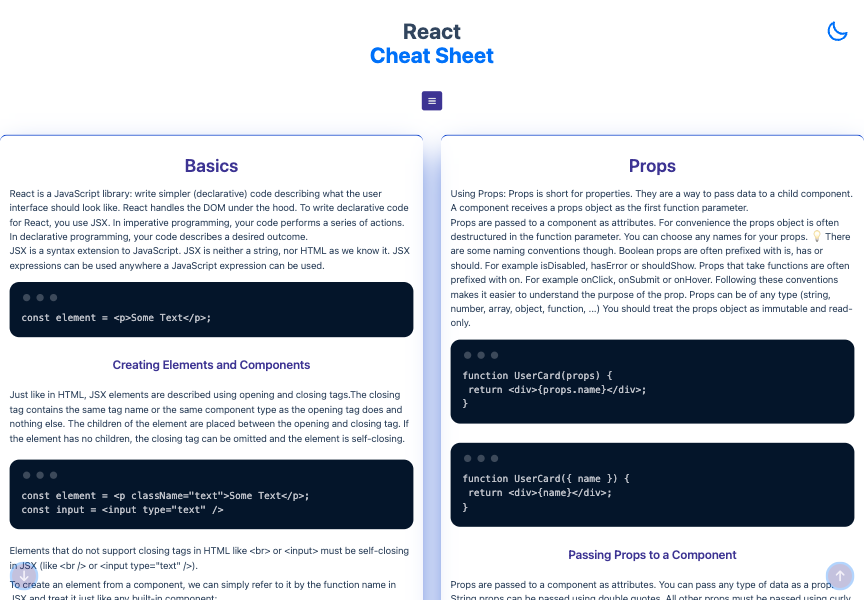 React
Cheat Sheet
Basics
React is a JavaScript library: write simpler (declarative) code describing what the user
interface should look like. React handles the DOM under the hood. To write declarative code
for React, you use JSX. In imperative programming, your code performs a series of actions.
In declarative programming, your code describes a desired outcome.
JSX is a syntax extension to JavaScript. JSX is neither a string, nor HTML as we know it. JSX
expressions can be used anywhere a JavaScript expression can be used.
const element = <p>Some Text</p>;
Creating Elements and Components
Just like in HTML, JSX elements are described using opening and closing tags.The closing
tag contains the same tag name or the same component type as the opening tag does and
nothing else. The children of the element are placed between the opening and closing tag. If
the element has no children, the closing tag can be omitted and the element is self-closing.
const element = <p className="text">Some Text</p>;
const input = <input type="text" />
Elements that do not support closing tags in HTML like <br> or <input> must be self-closing
in JSX (like <br /> or <input type="text" />).
To create an element from a component, we can simply refer to it by the function name in
JSX and treat it just like any built-in component:
Props
Using Props: Props is short for properties. They are a way to pass data to a child component.
A component receives a props object as the first function parameter.
Props are passed to a component as attributes. For convenience the props object is often
destructured in the function parameter. You can choose any names for your props. 💡 There
are some naming conventions though. Boolean props are often prefixed with is, has or
should. For example isDisabled, hasError or shouldShow. Props that take functions are often
prefixed with on. For example onClick, onSubmit or onHover. Following these conventions
makes it easier to understand the purpose of the prop. Props can be of any type (string,
number, array, object, function, ...) You should treat the props object as immutable and read-
only.
function UserCard(props) {
return <div>{props.name}</div>;
}
function UserCard({ name }) {
return <div>{name}</div>;
}
Passing Props to a Component
Props are passed to a component as attributes. You can pass any type of data as a prop.
String props can be passed using double quotes. All other props must be passed using curly